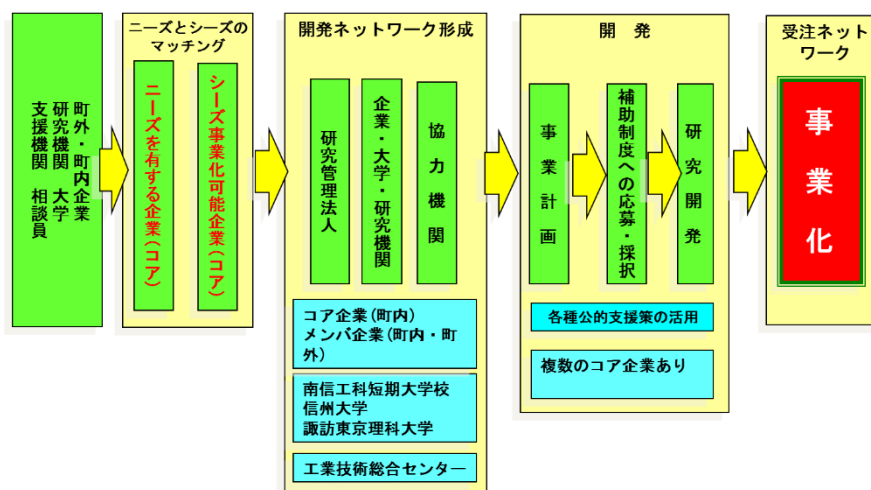 町外・町内企業
研究機関 大学
支援機関 相談員
ニーズとシーズの
マッチング
ニーズを有する企業(コア)
シーズ事業化可能企業(コア)
開発ネットワーク形成
研究管理法人
企業・大学・研究機関
協力機関
コア企業(町内)
メンバ企業(町内・町
外)
南信工科短期大学校
信州大学
諏訪東京理科大学
工業技術総合センター
開 発
事業計画
補助制度への応募・採択
研究開発
各種公的支援策の活用
複数のコア企業あり
受注ネット
ワーク
事業化